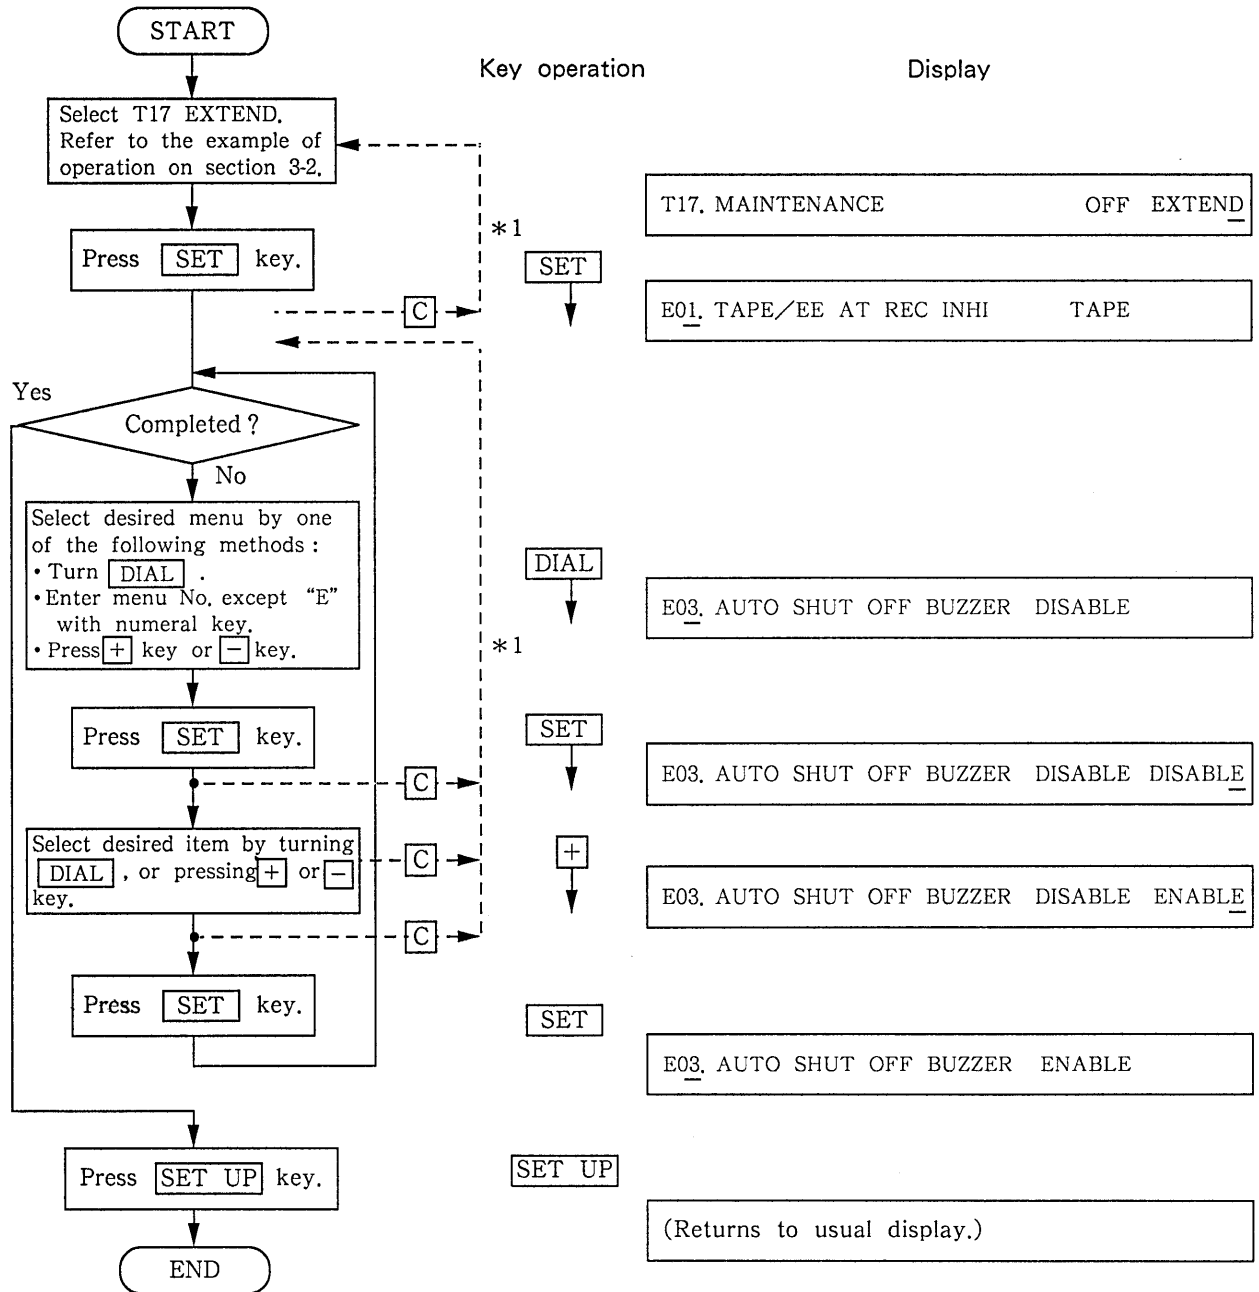 START
Key operation
Display
Select T17 EXTEND.
Refer to the example of
operation on section 3-2.
T17. MAINTENANCE OFF EXTEND
*1
Press SET key.
SET
C
E01. TAPE/EE AT REC INHI TAPE
Yes
Completed ?
No
Select desired menu by one
of the following methods :
• Turn DIAL .
• Enter menu No. except “E”
with numeral key.
• Press + key or − key.
DIAL
E03. AUTO SHUT OFF BUZZER DISABLE
*1
Press SET key.
SET
E03. AUTO SHUT OFF BUZZER DISABLE DISABLE
C
Select desired item by turning
DIAL , or pressing + or −
key.
C
+
E03. AUTO SHUT OFF BUZZER DISABLE ENABLE
C
Press SET key.
SET
E03. AUTO SHUT OFF BUZZER ENABLE
Press SET UP key.
SET UP
(Returns to usual display.)
END